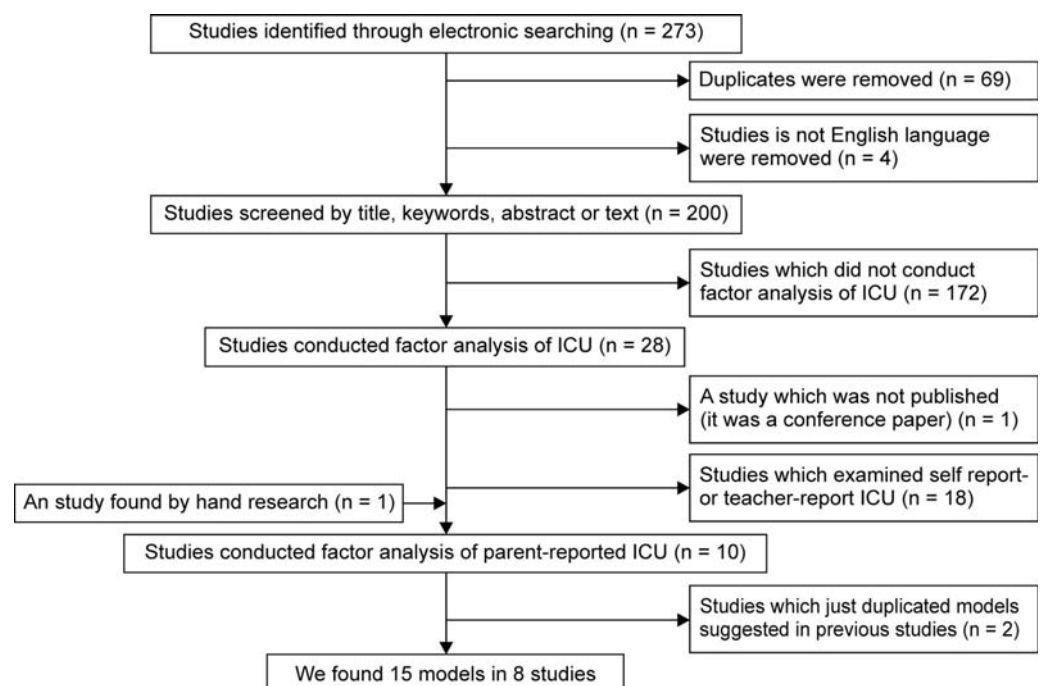 Studies identified through electronic searching (n = 273)
Duplicates were removed (n = 69)
Studies is not English language
were removed (n = 4)
Studies screened by title, keywords, abstract or text (n = 200)
Studies which did not conduct
factor analysis of ICU (n = 172)
Studies conducted factor analysis of ICU (n = 28)
A study which was not published
(it was a conference paper) (n = 1)
Studies which examined self report-
or teacher-report ICU (n = 18)
An study found by hand research (n = 1)
Studies conducted factor analysis of parent-reported ICU (n = 10)
Studies which just duplicated models
suggested in previous studies (n = 2)
We found 15 models in 8 studies